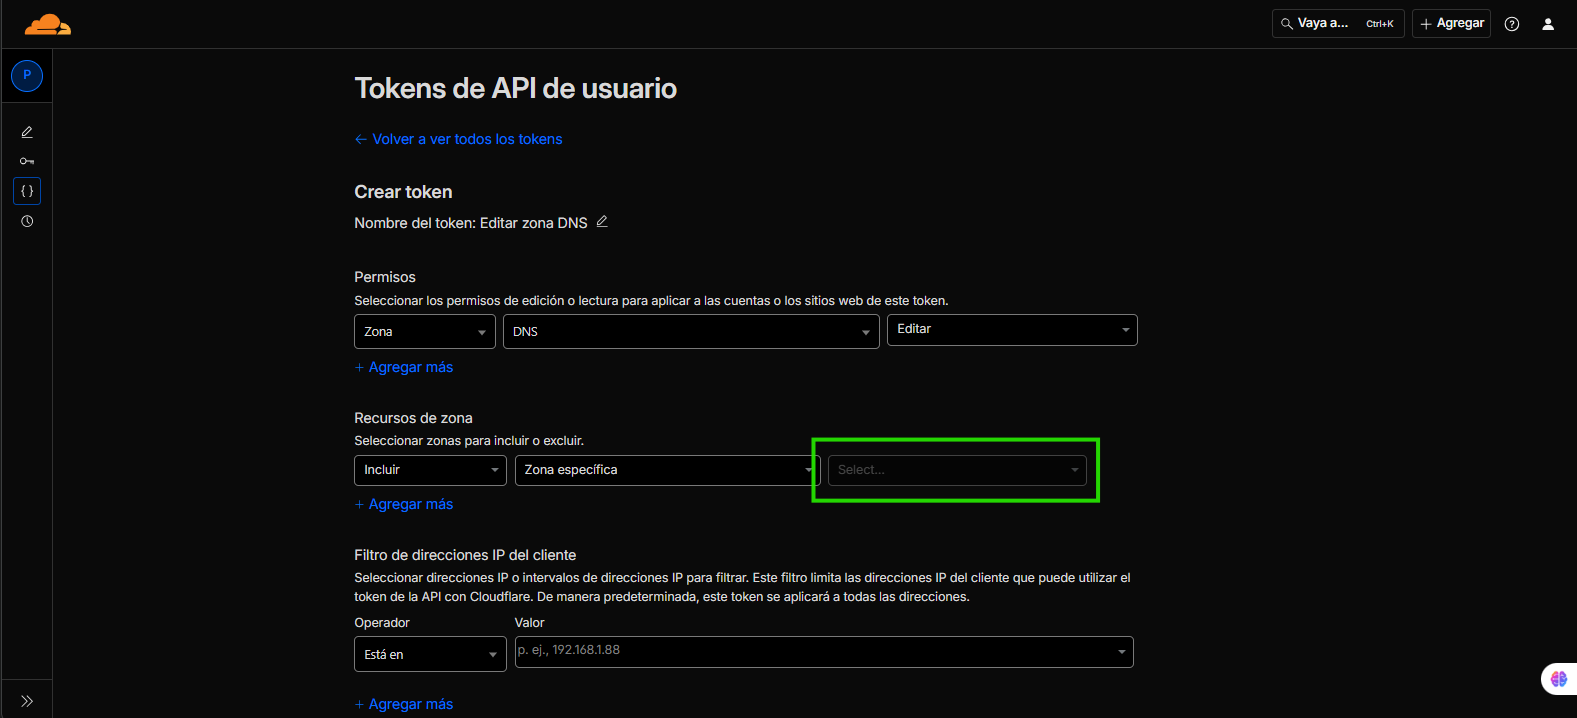 Vaya a... Ctrl+K
Agregar
P
Tokens de API de usuario
Volver a ver todos los tokens
Crear token
Nombre del token: Editar zona DNS
Permisos
Seleccionar los permisos de edición o lectura para aplicar a las cuentas o los sitios web de este token.
Zona DNS Editar
+ Agregar más
Recursos de zona
Seleccionar zonas para incluir o excluir.
Incluir Zona específica Select...
+ Agregar más
Filtro de direcciones IP del cliente
Seleccionar direcciones IP o intervalos de direcciones IP para filtrar. Este filtro limita las direcciones IP del cliente que puede utilizar el
token de la API con Cloudflare. De manera predeterminada, este token se aplicará a todas las direcciones.
Operador Valor
Está en p. ej., 192.168.1.88
+ Agregar más